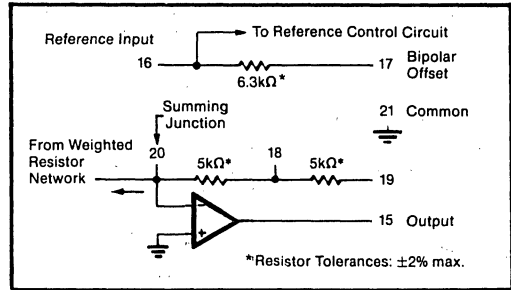 To Reference Control Circuit
Reference Input
16
6.3kΩ*
17
Bipolar
Offset
Summing
Junction
21 Common
From Weighted
Resistor
Network
20
5kΩ*
18
5kΩ*
19
−
+
15 Output
*Resistor Tolerances: ±2% max.